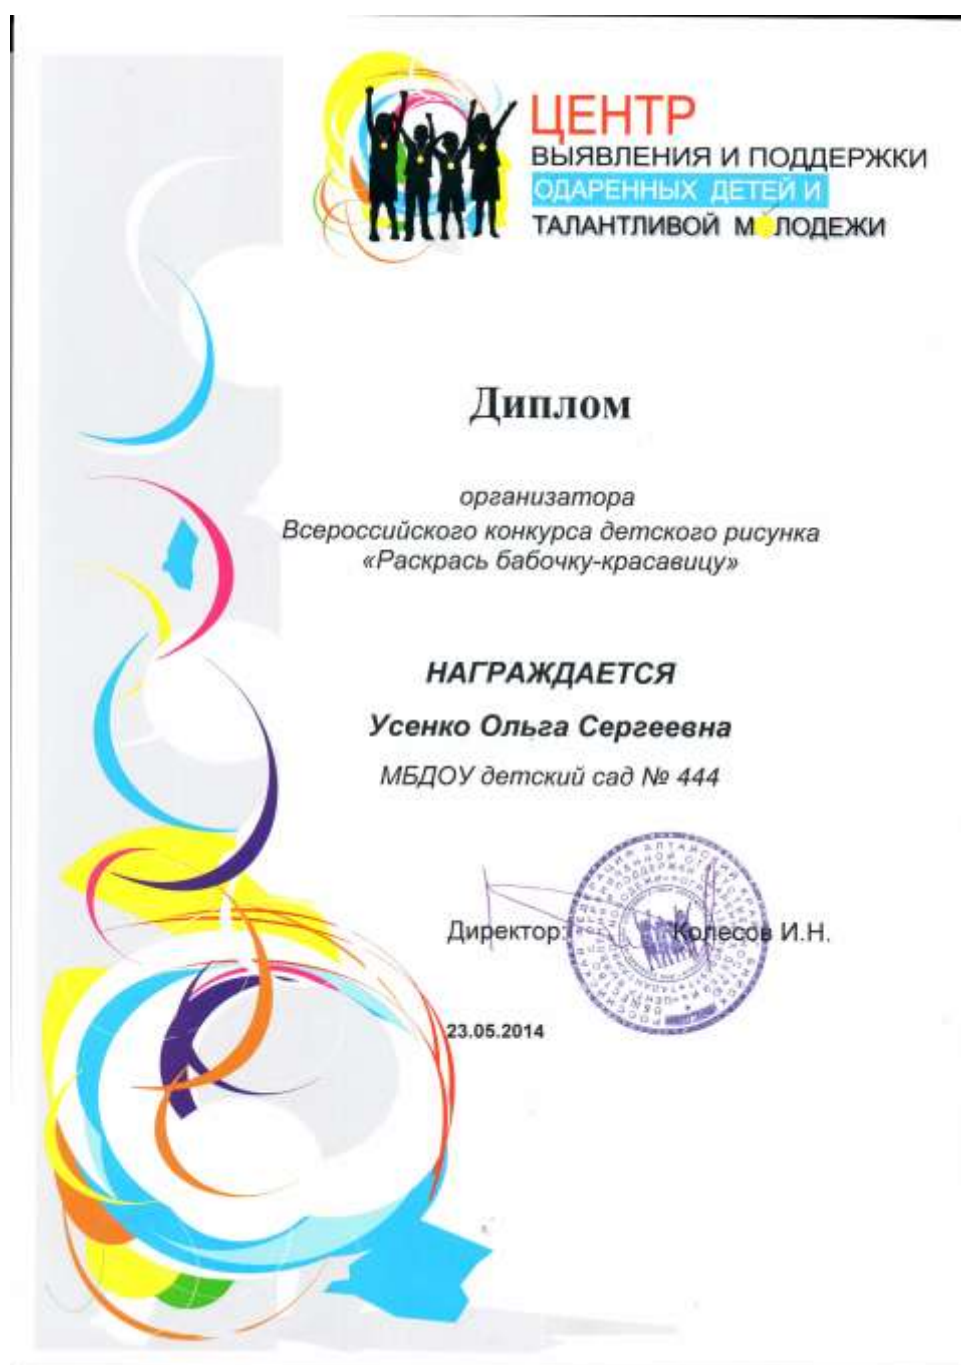 ЦЕНТР
ВЫЯВЛЕНИЯ И ПОДДЕРЖКИ
ОДАРЕННЫХ ДЕТЕЙ И
ТАЛАНТЛИВОЙ МОЛОДЕЖИ
Диплом
организатора
Всероссийского конкурса детского рисунка
«Раскрась бабочку-красавицу»
НАГРАЖДАЕТСЯ
Усенко Ольга Сергеевна
МБДОУ детский сад № 444
Директор: Колесов И.Н.
23.05.2014